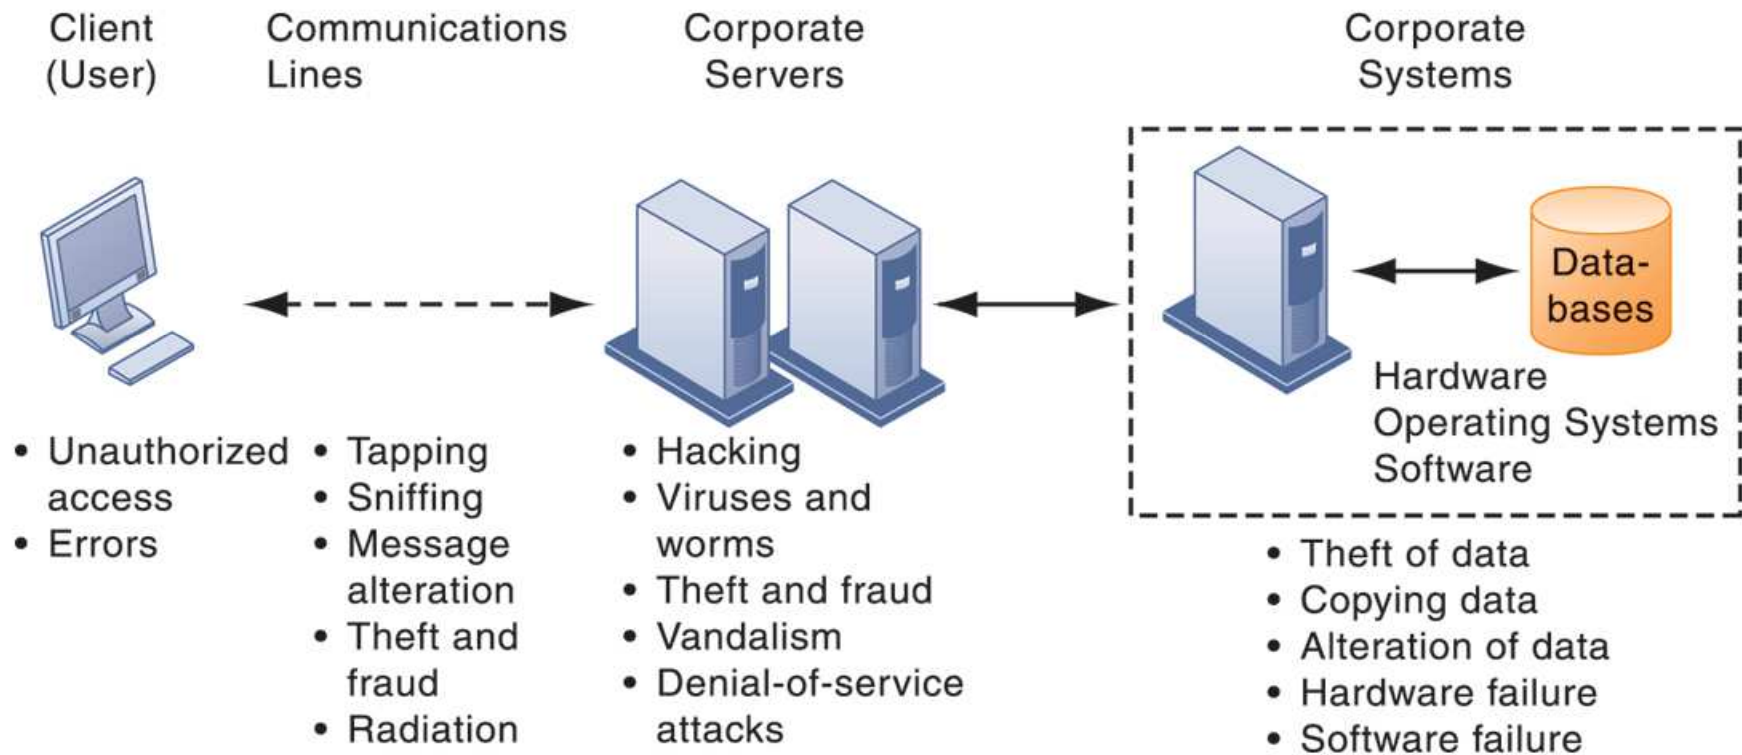 Client
(User)
Communications
Lines
Corporate
Servers
Corporate
Systems
Data-
bases
Hardware
Operating Systems
Software
• Unauthorized
access
• Errors
• Tapping
• Sniffing
• Message
alteration
• Theft and
fraud
• Radiation
• Hacking
• Viruses and
worms
• Theft and fraud
• Vandalism
• Denial-of-service
attacks
• Theft of data
• Copying data
• Alteration of data
• Hardware failure
• Software failure